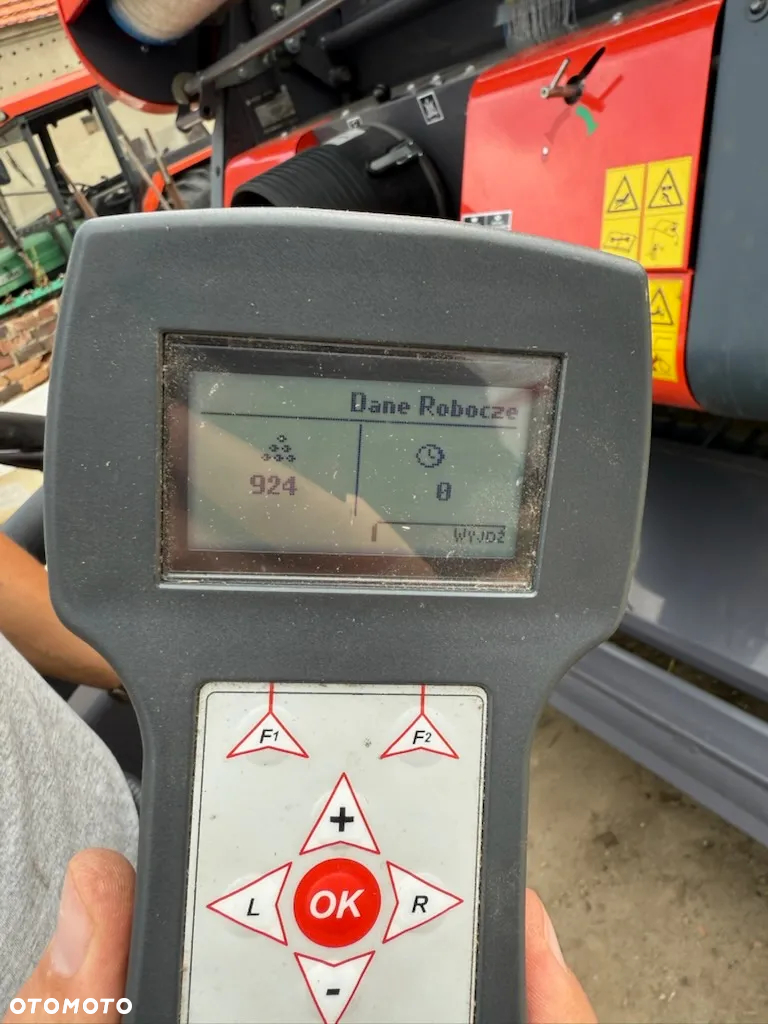 Dane Robocze
924
0
WYJDŹ
F1
F2
+
L
OK
R
-
OTOMOTO